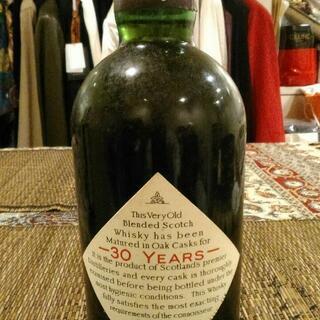 This Very Old
Blended Scotch
Whisky has been
Matured in Oak Casks for
30 YEARS
It is the product of Scotland's premier
distilleries and every cask is thoroughly
examined before being bottled under the
most hygienic conditions. This Whisky
fully satisfies the most exacting
requirements of the connoisseur.